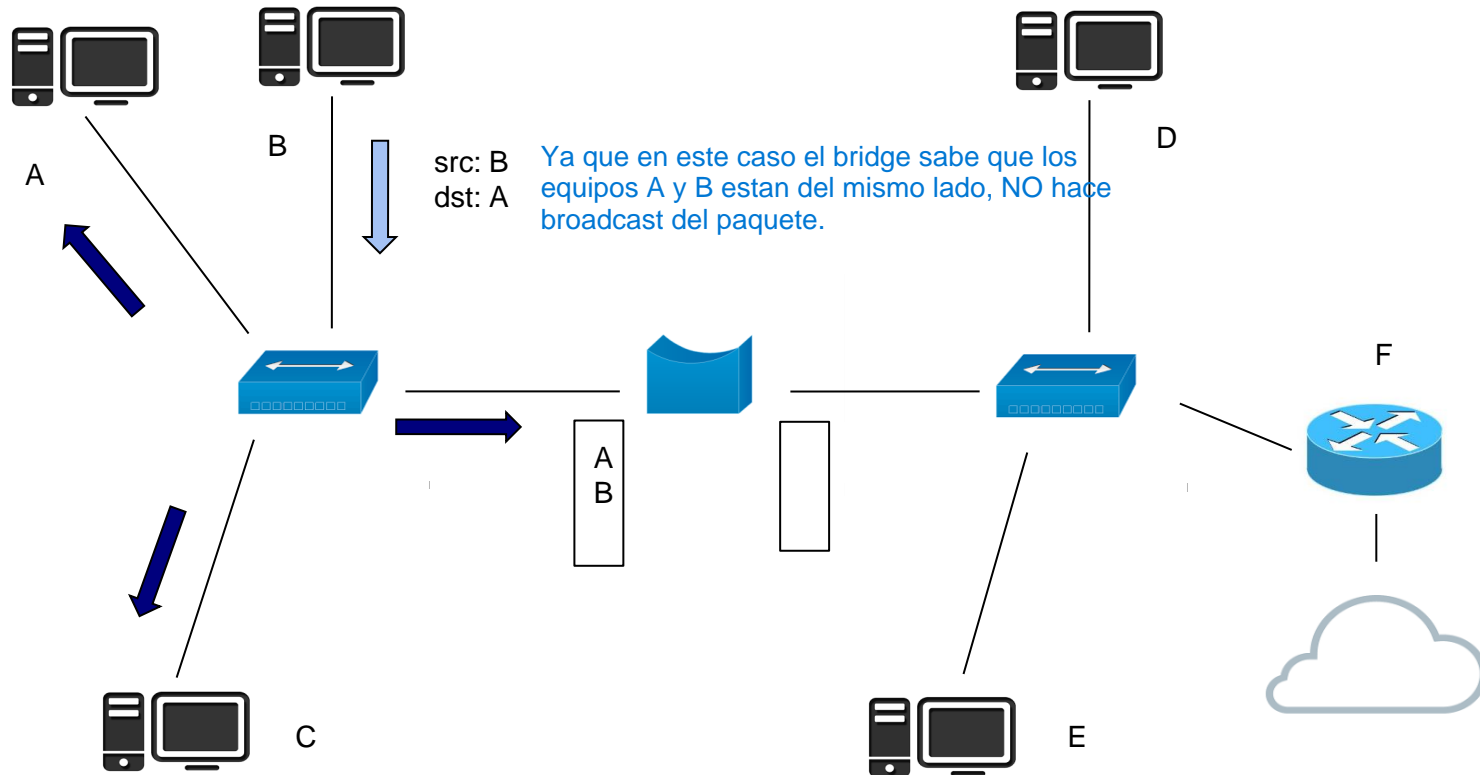 A
B
src: B
dst: A
Ya que en este caso el bridge sabe que los
equipos A y B estan del mismo lado, NO hace
broadcast del paquete.
D
F
A
B
C
E